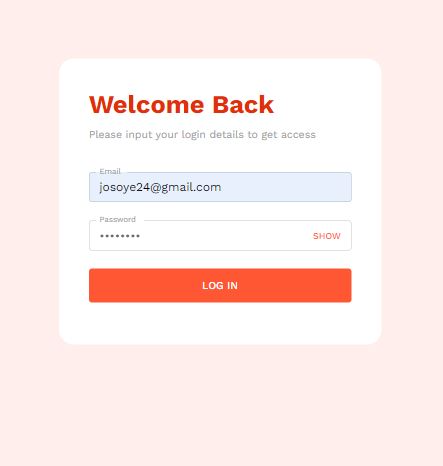 Welcome Back
Please input your login details to get access
Email
josoye24@gmail.com
Password
••••••••
SHOW
LOG IN